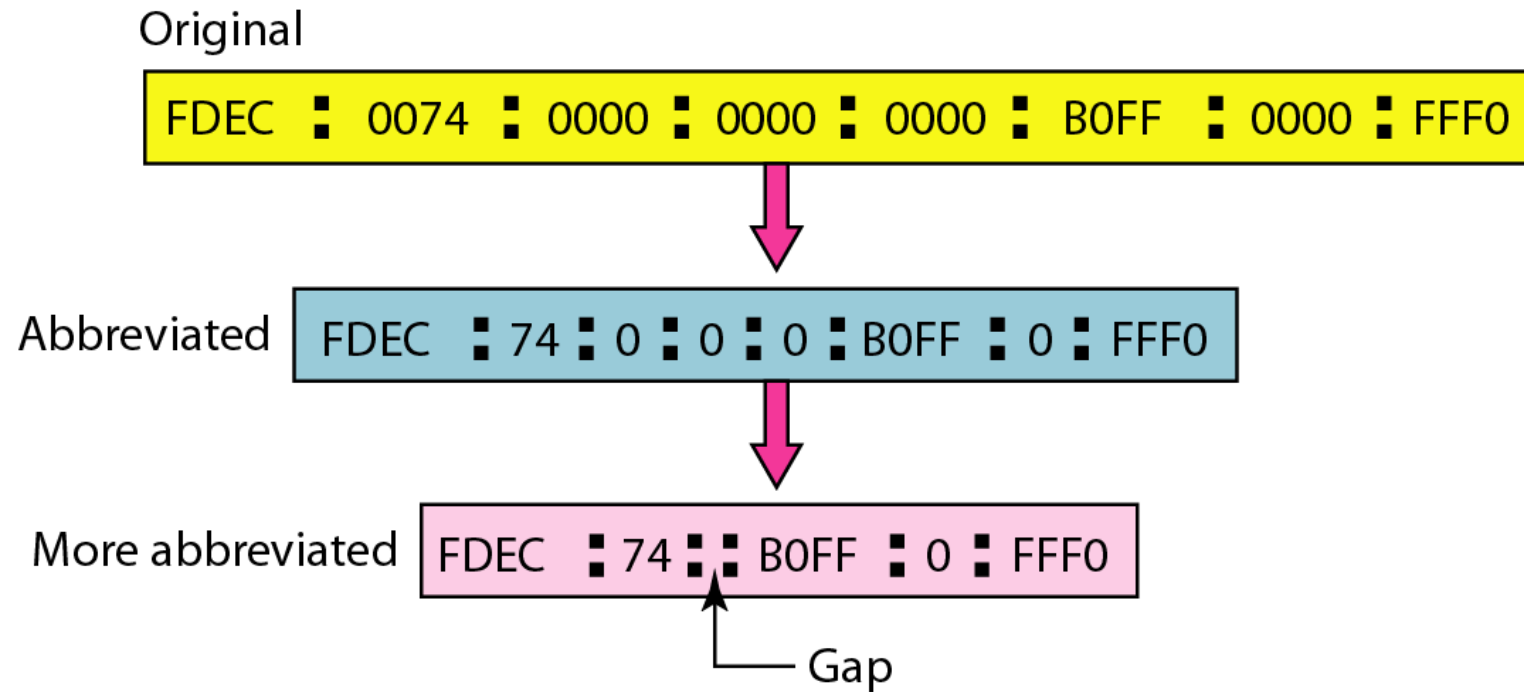 Original
FDEC : 0074 : 0000 : 0000 : 0000 : B0FF : 0000 : FFF0
Abbreviated FDEC : 74 : 0 : 0 : 0 : B0FF : 0 : FFF0
More abbreviated FDEC : 74 : : B0FF : 0 : FFF0
Gap